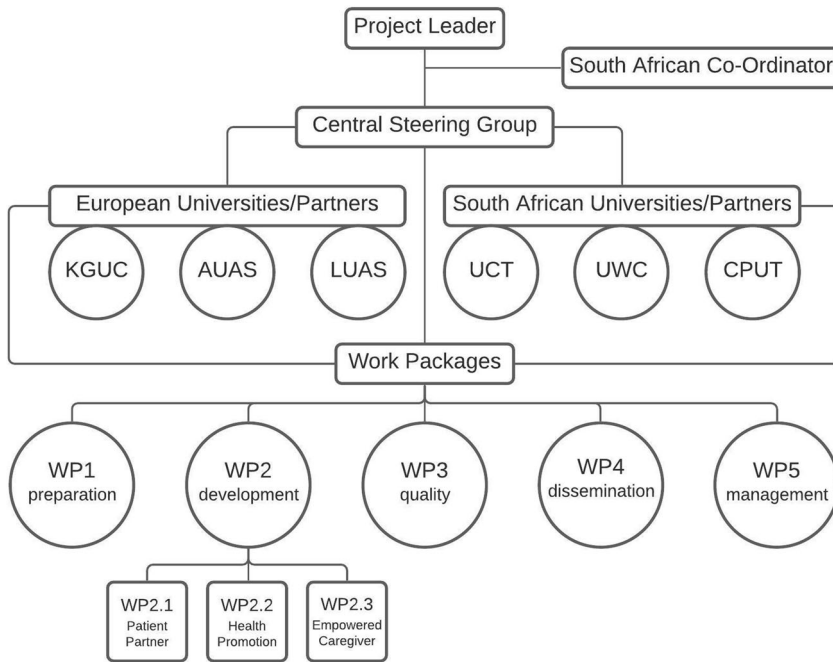 Project Leader
South African Co-Ordinator
Central Steering Group
European Universities/Partners
South African Universities/Partners
KGUC
AUAS
LUAS
UCT
UWC
CPUT
Work Packages
WP1
preparation
WP2
development
WP3
quality
WP4
dissemination
WP5
management
WP2.1
Patient
Partner
WP2.2
Health
Promotion
WP2.3
Empowered
Caregiver